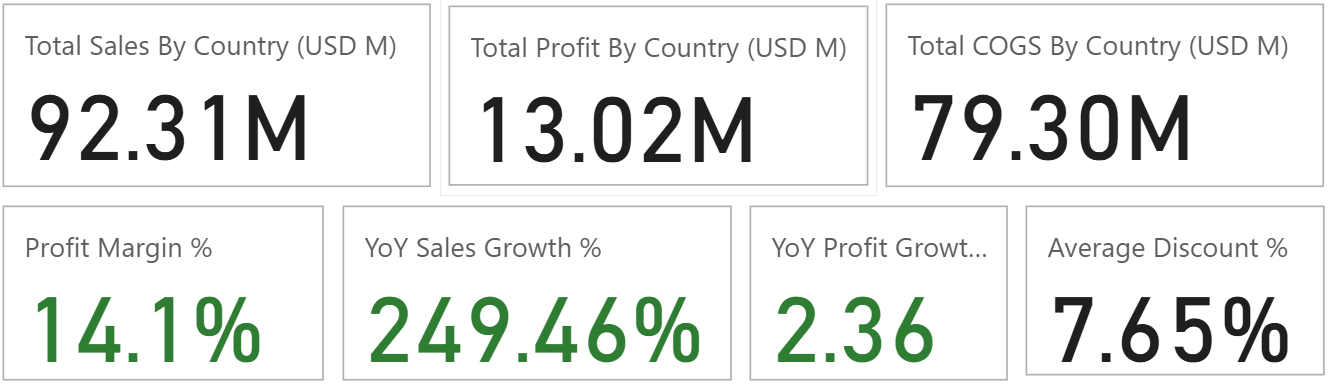 Total Sales By Country (USD M)
92.31M
Total Profit By Country (USD M)
13.02M
Total COGS By Country (USD M)
79.30M
Profit Margin %
14.1%
YoY Sales Growth %
249.46%
YoY Profit Growt...
2.36
Average Discount %
7.65%